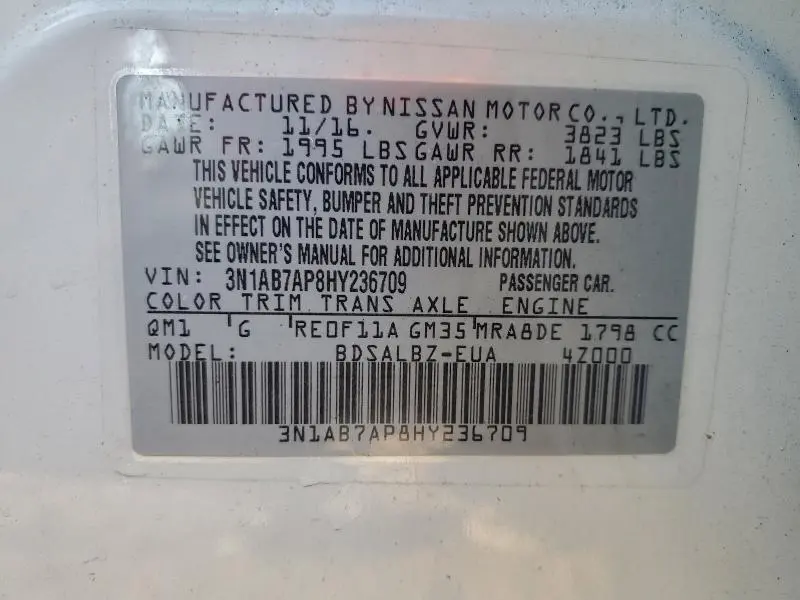 MANUFACTURED BY NISSAN MOTOR CO., LTD.
DATE: 11/16. GVWR: 3823 LBS
GAWR FR: 1995 LBS GAWR RR: 1841 LBS
THIS VEHICLE CONFORMS TO ALL APPLICABLE FEDERAL MOTOR
VEHICLE SAFETY, BUMPER AND THEFT PREVENTION STANDARDS
IN EFFECT ON THE DATE OF MANUFACTURE SHOWN ABOVE.
SEE OWNER'S MANUAL FOR ADDITIONAL INFORMATION.
VIN: 3N1AB7AP8HY236709 PASSENGER CAR.
COLOR TRIM TRANS AXLE ENGINE
QM1 G RE0F11A GM35 MRA8DE 1798 CC
MODEL: BDSALBZ-EUA 4Z000
3N1AB7AP8HY236709